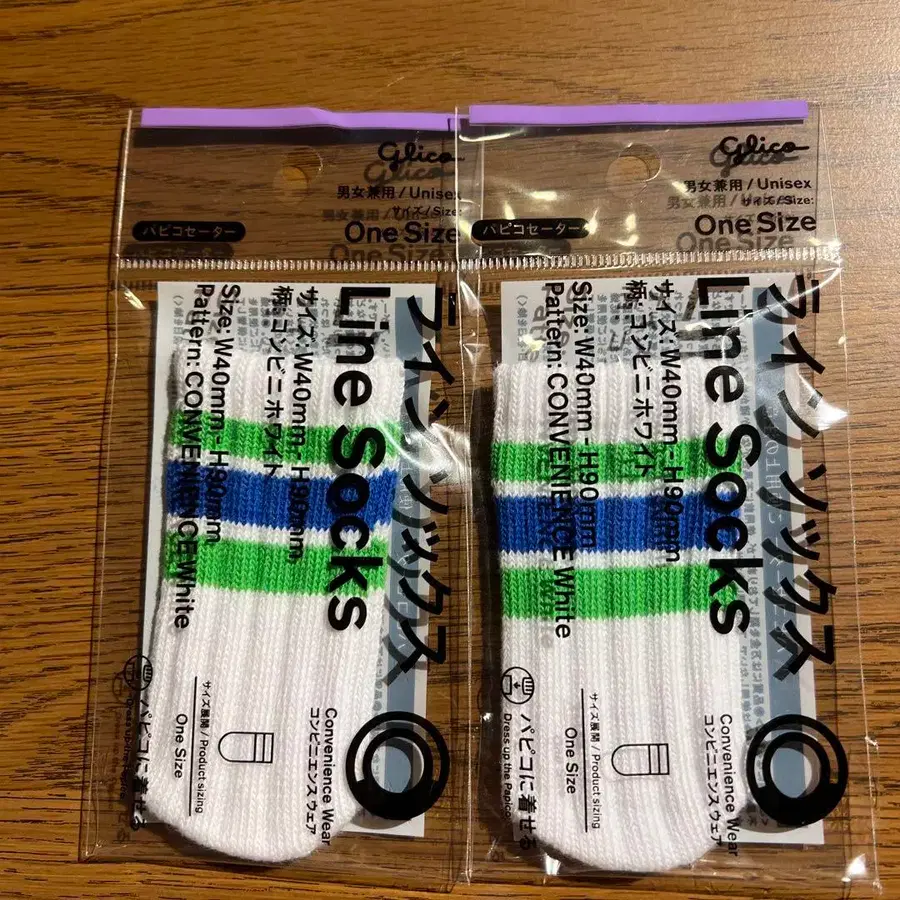 Glico
男女兼用 / Unisex
サイズ / Size:
One Size
パピコセーター
ラインソックス
Line Socks
サイズ: W40mm - H90mm
柄: コンビニホワイト
Size: W40mm - H90mm
Pattern: CONVENIENCE White
パピコに着せる
サイズ展開 / Product sizing
One Size
Convenience Wear
コンビニエンスウェア
Glico
男女兼用 / Unisex
サイズ / Size:
One Size
パピコセーター
ラインソックス
Line Socks
サイズ: W40mm - H90mm
柄: コンビニホワイト
Size: W40mm - H90mm
Pattern: CONVENIENCE White
パピコに着せる
Dress up the Papico
サイズ展開 / Product sizing
One Size
Convenience Wear
コンビニエンスウェア